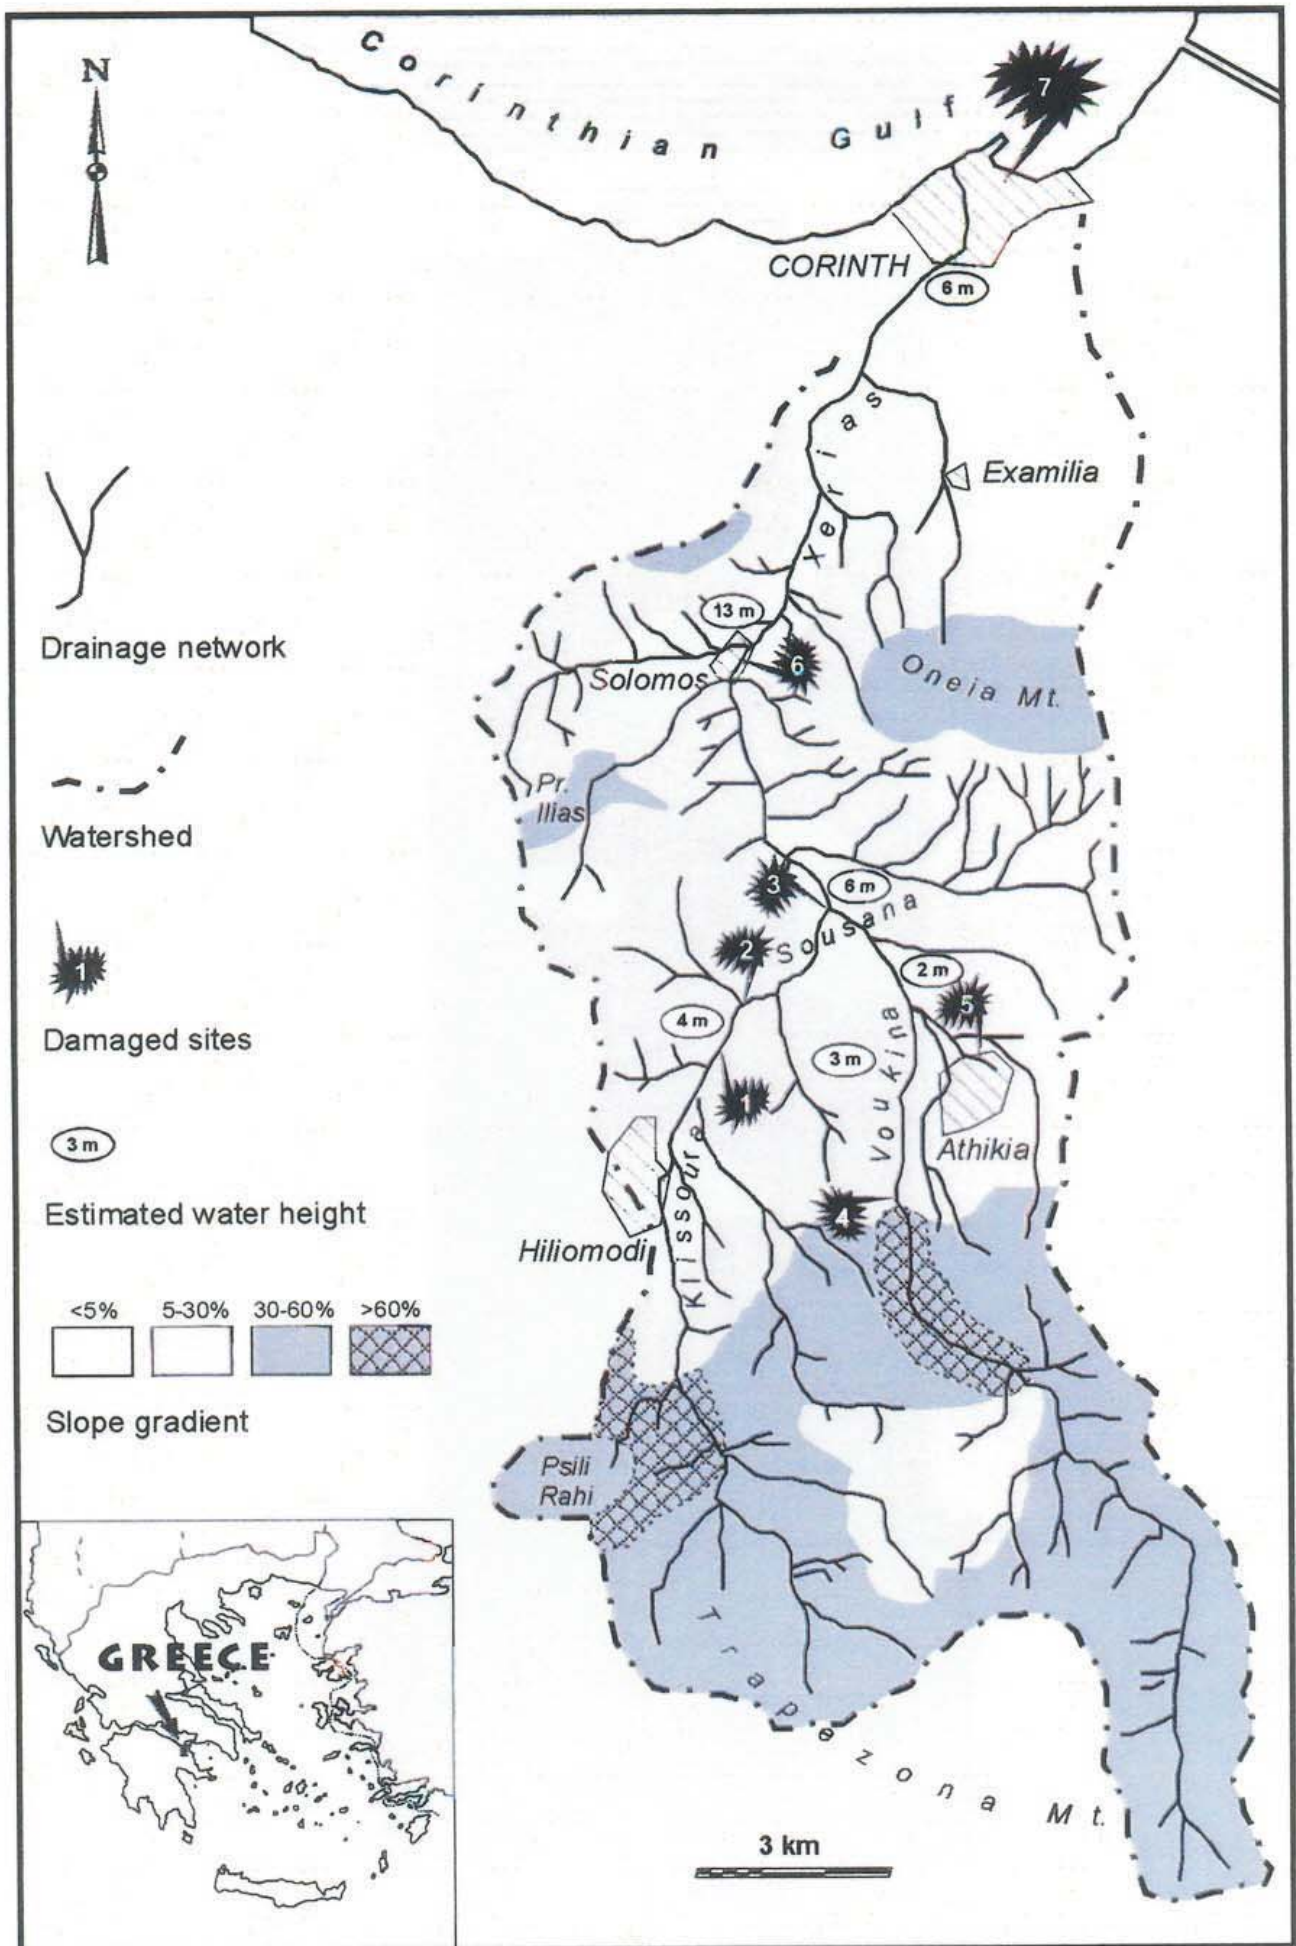 N
Corinthian Gulf
7
CORINTH
6 m
Xerias
Examilia
Drainage network
13 m
6
Solomos
Oneia Mt.
Pr.
Ilias
Watershed
3
6 m
Sousana
2
2 m
1
5
Damaged sites
4 m
3 m
Voukina
1
3 m
Klissoura
Athikia
Estimated water height
4
Hiliomodi
<5% 5-30% 30-60% >60%
Slope gradient
Psili
Rahi
GREECE
Trapezona Mt.
3 km